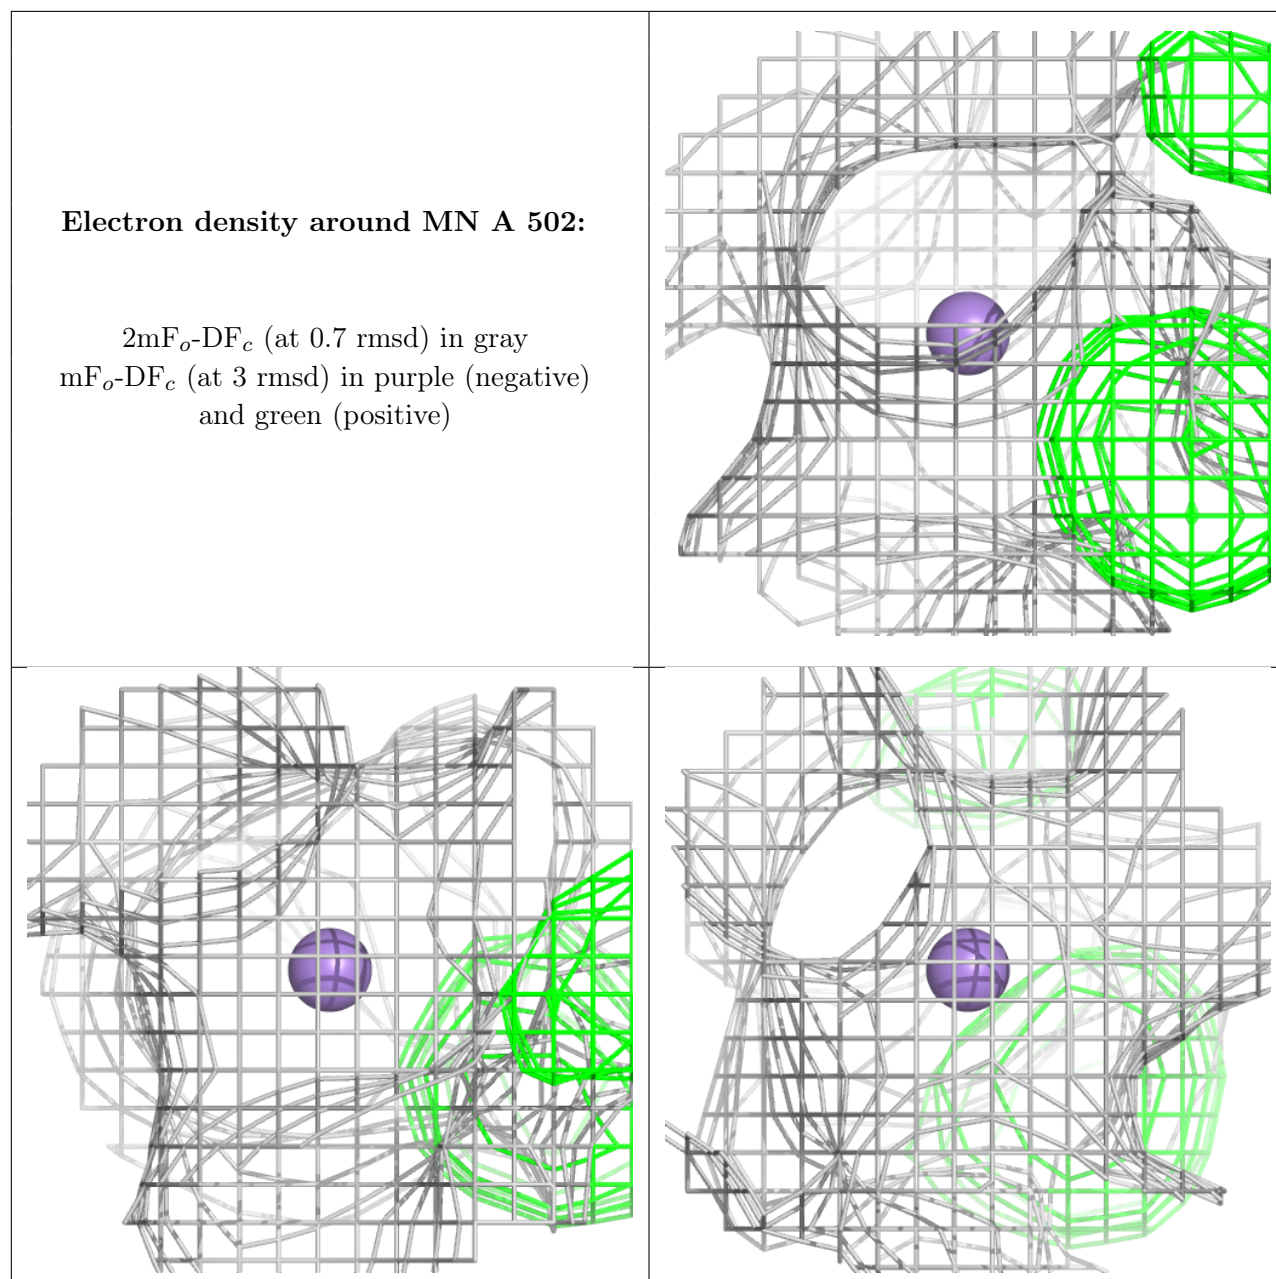 Electron density around MN A 502:
2mFo-DFc (at 0.7 rmsd) in gray
mFo-DFc (at 3 rmsd) in purple (negative)
and green (positive)